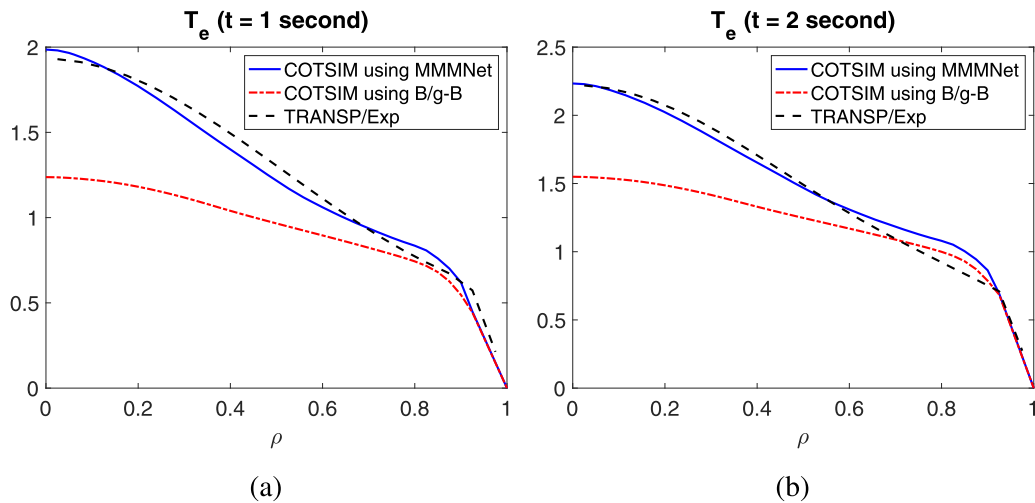 T_e (t = 1 second)
2
1.5
1
0.5
0
0
0.2
0.4
0.6
0.8
1
ρ
COTSIM using MMMNet
COTSIM using B/g-B
TRANSP/Exp
(a)
T_e (t = 2 second)
2.5
2
1.5
1
0.5
0
0
0.2
0.4
0.6
0.8
1
ρ
COTSIM using MMMNet
COTSIM using B/g-B
TRANSP/Exp
(b)